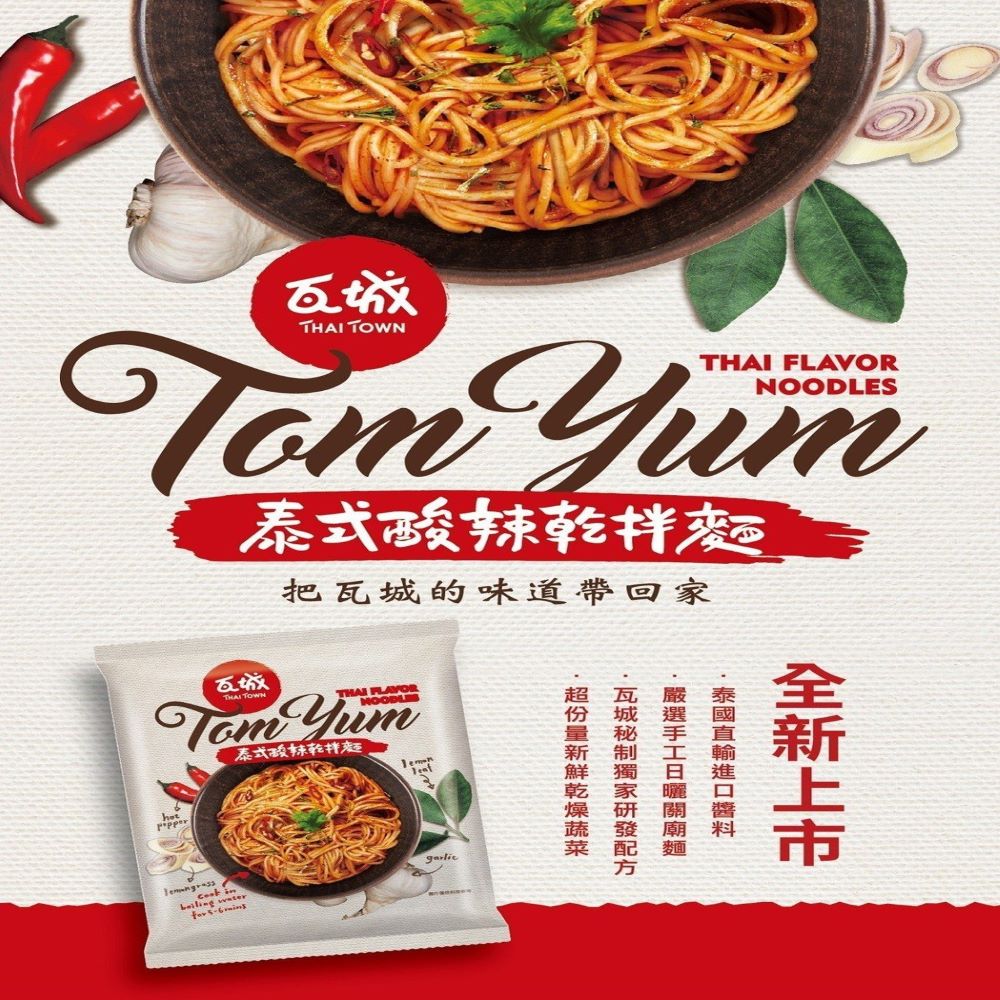 瓦城
THAI TOWN
THAI FLAVOR
NOODLES
Tom Yum
泰式酸辣乾拌麵
把瓦城的味道帶回家
全新上市
·泰國直輸進口醬料
·嚴選手工日曬關廟麵
·瓦城秘制獨家研發配方
·超份量新鮮乾燥蔬菜
瓦城
THAI TOWN
THAI FLAVOR
NOODLES
Tom Yum
泰式酸辣乾拌麵
lemon
leaf
hot
pepper
garlic
lemongrass
Cook in
boiling water
for 5-6mins